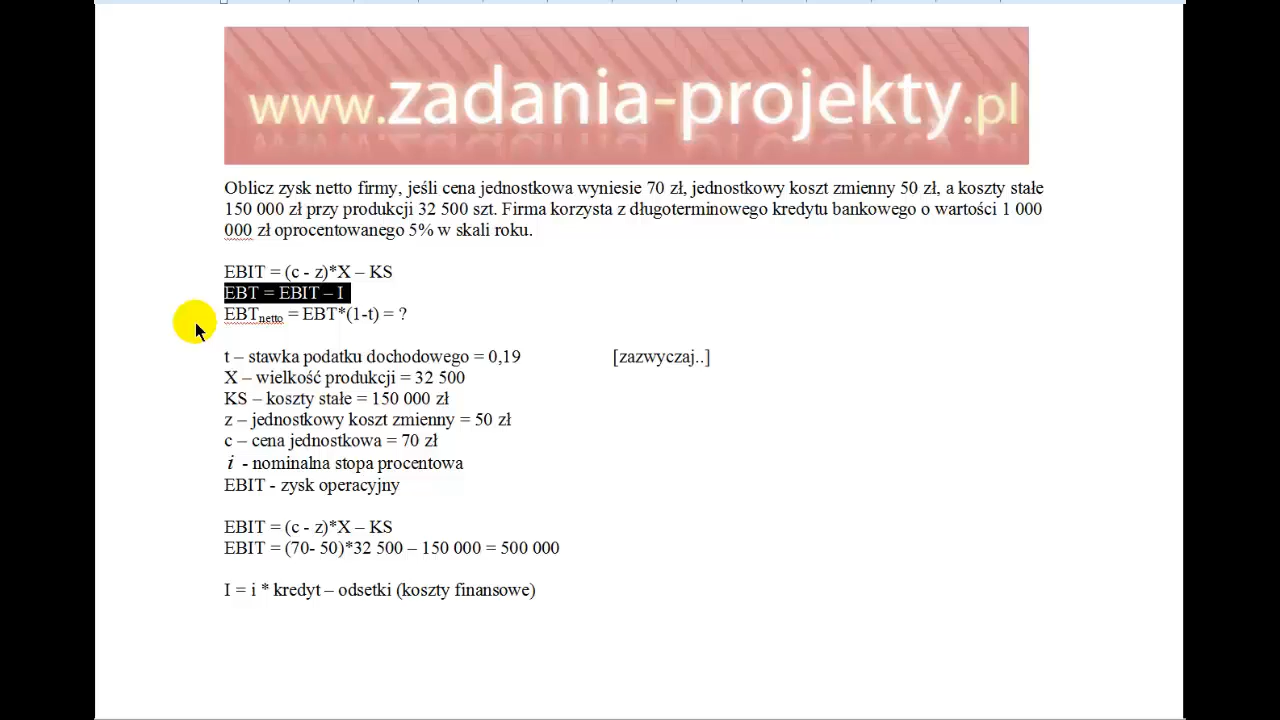 www.zadania-projekty.pl
Oblicz zysk netto firmy, jeśli cena jednostkowa wyniesie 70 zł, jednostkowy koszt zmienny 50 zł, a koszty stałe
150 000 zł przy produkcji 32 500 szt. Firma korzysta z długoterminowego kredytu bankowego o wartości 1 000
000 zł oprocentowanego 5% w skali roku.
EBIT = (c - z)*X – KS
EBT = EBIT – I
EBTnetto = EBT*(1-t) = ?
t – stawka podatku dochodowego = 0,19 [zazwyczaj..]
X – wielkość produkcji = 32 500
KS – koszty stałe = 150 000 zł
z – jednostkowy koszt zmienny = 50 zł
c – cena jednostkowa = 70 zł
i - nominalna stopa procentowa
EBIT - zysk operacyjny
EBIT = (c - z)*X – KS
EBIT = (70- 50)*32 500 – 150 000 = 500 000
I = i * kredyt – odsetki (koszty finansowe)